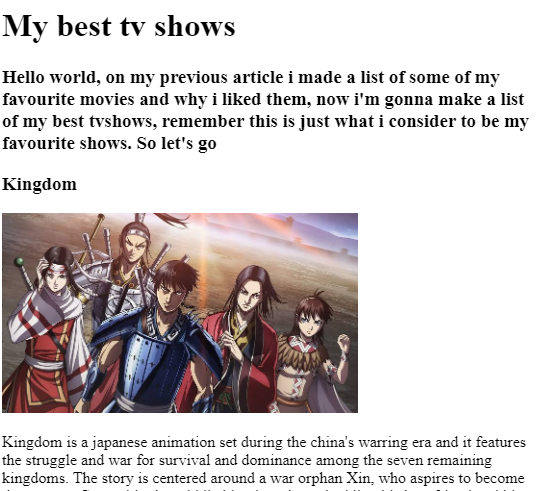 My best tv shows
Hello world, on my previous article i made a list of some of my
favourite movies and why i liked them, now i'm gonna make a list
of my best tvshows, remember this is just what i consider to be my
favourite shows. So let's go
Kingdom
Kingdom is a japanese animation set during the china's warring era and it features
the struggle and war for survival and dominance among the seven remaining
kingdoms. The story is centered around a war orphan Xin, who aspires to become